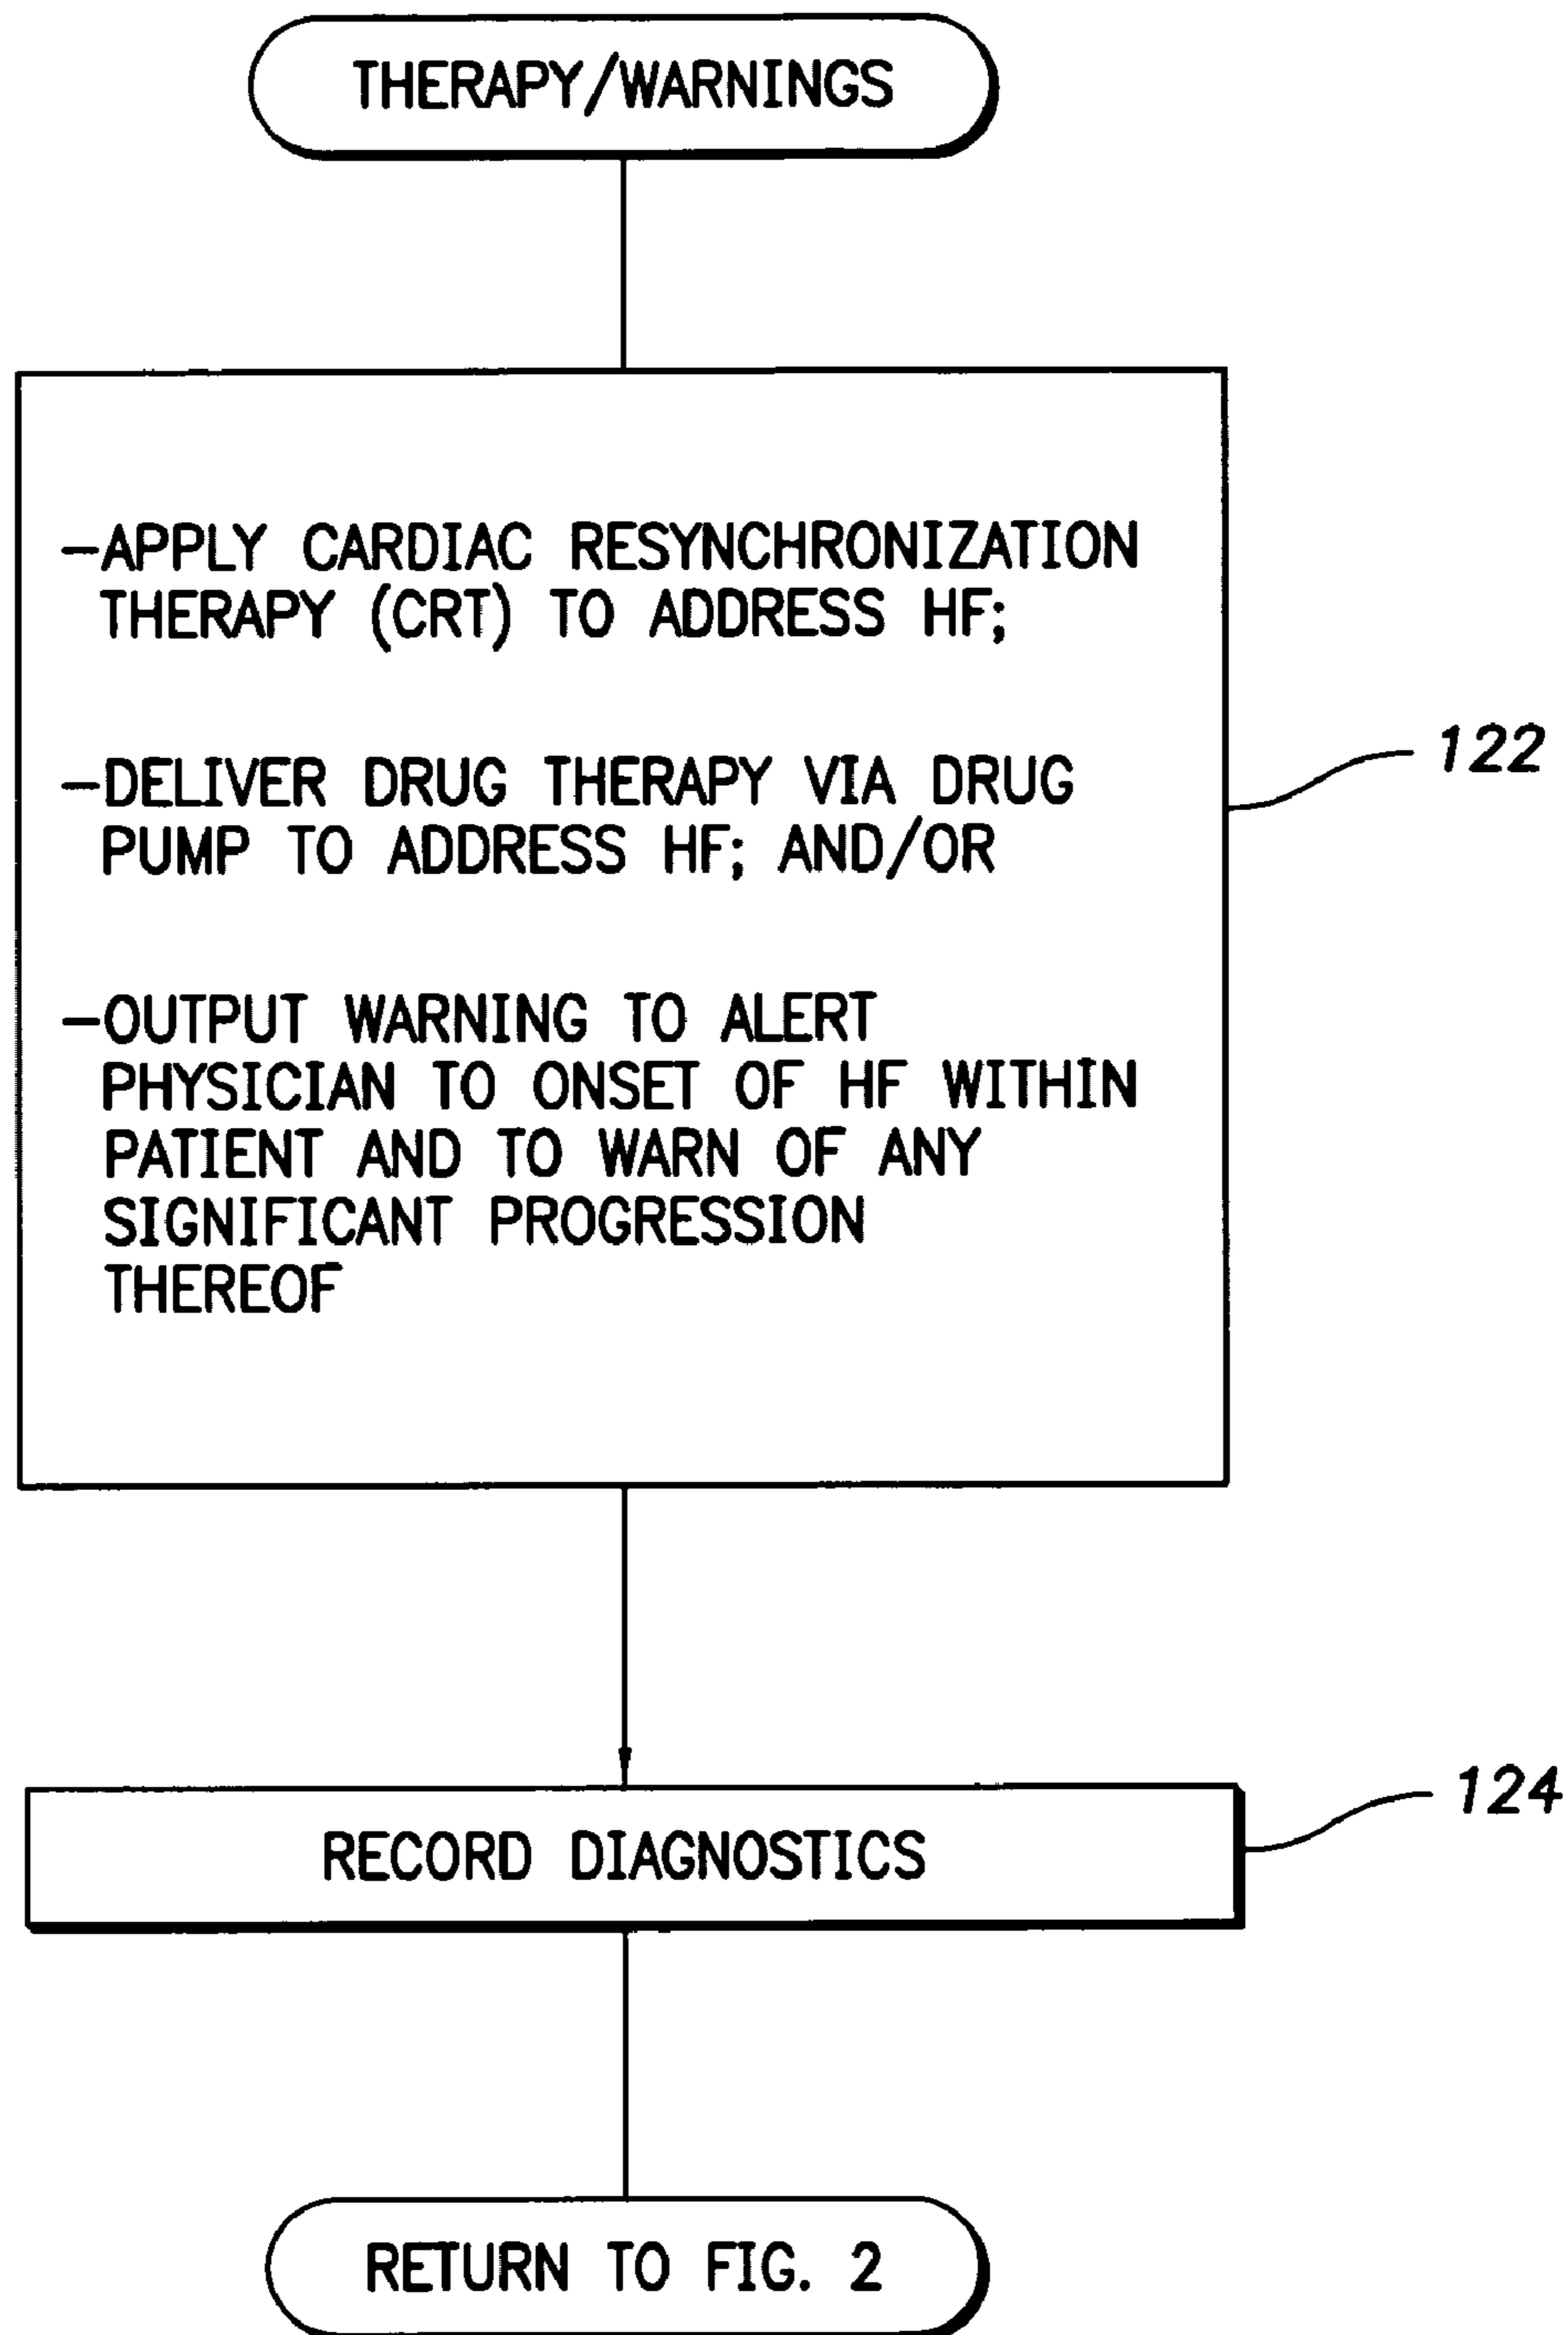 THERAPY/WARNINGS
–APPLY CARDIAC RESYNCHRONIZATION
THERAPY (CRT) TO ADDRESS HF;
–DELIVER DRUG THERAPY VIA DRUG
PUMP TO ADDRESS HF; AND/OR
–OUTPUT WARNING TO ALERT
PHYSICIAN TO ONSET OF HF WITHIN
PATIENT AND TO WARN OF ANY
SIGNIFICANT PROGRESSION
THEREOF
122
RECORD DIAGNOSTICS
124
RETURN TO FIG. 2